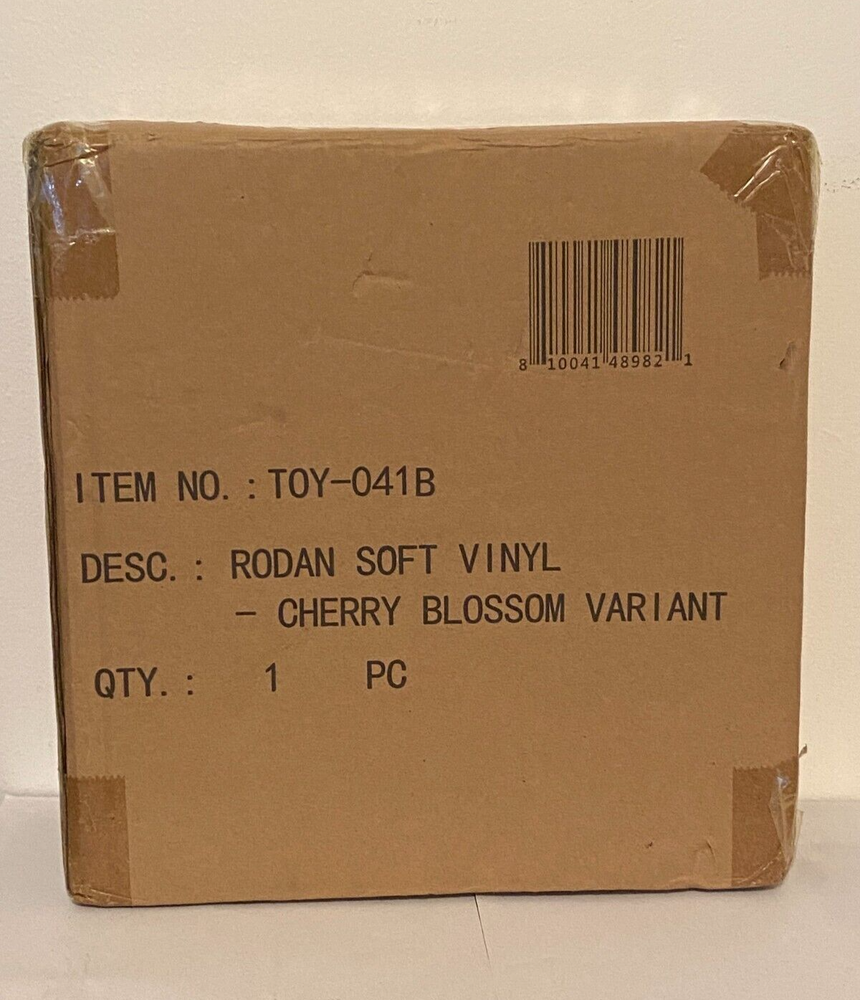 8 10041 48982 1
ITEM NO.: TOY-041B
DESC.: RODAN SOFT VINYL
- CHERRY BLOSSOM VARIANT
QTY.: 1 PC